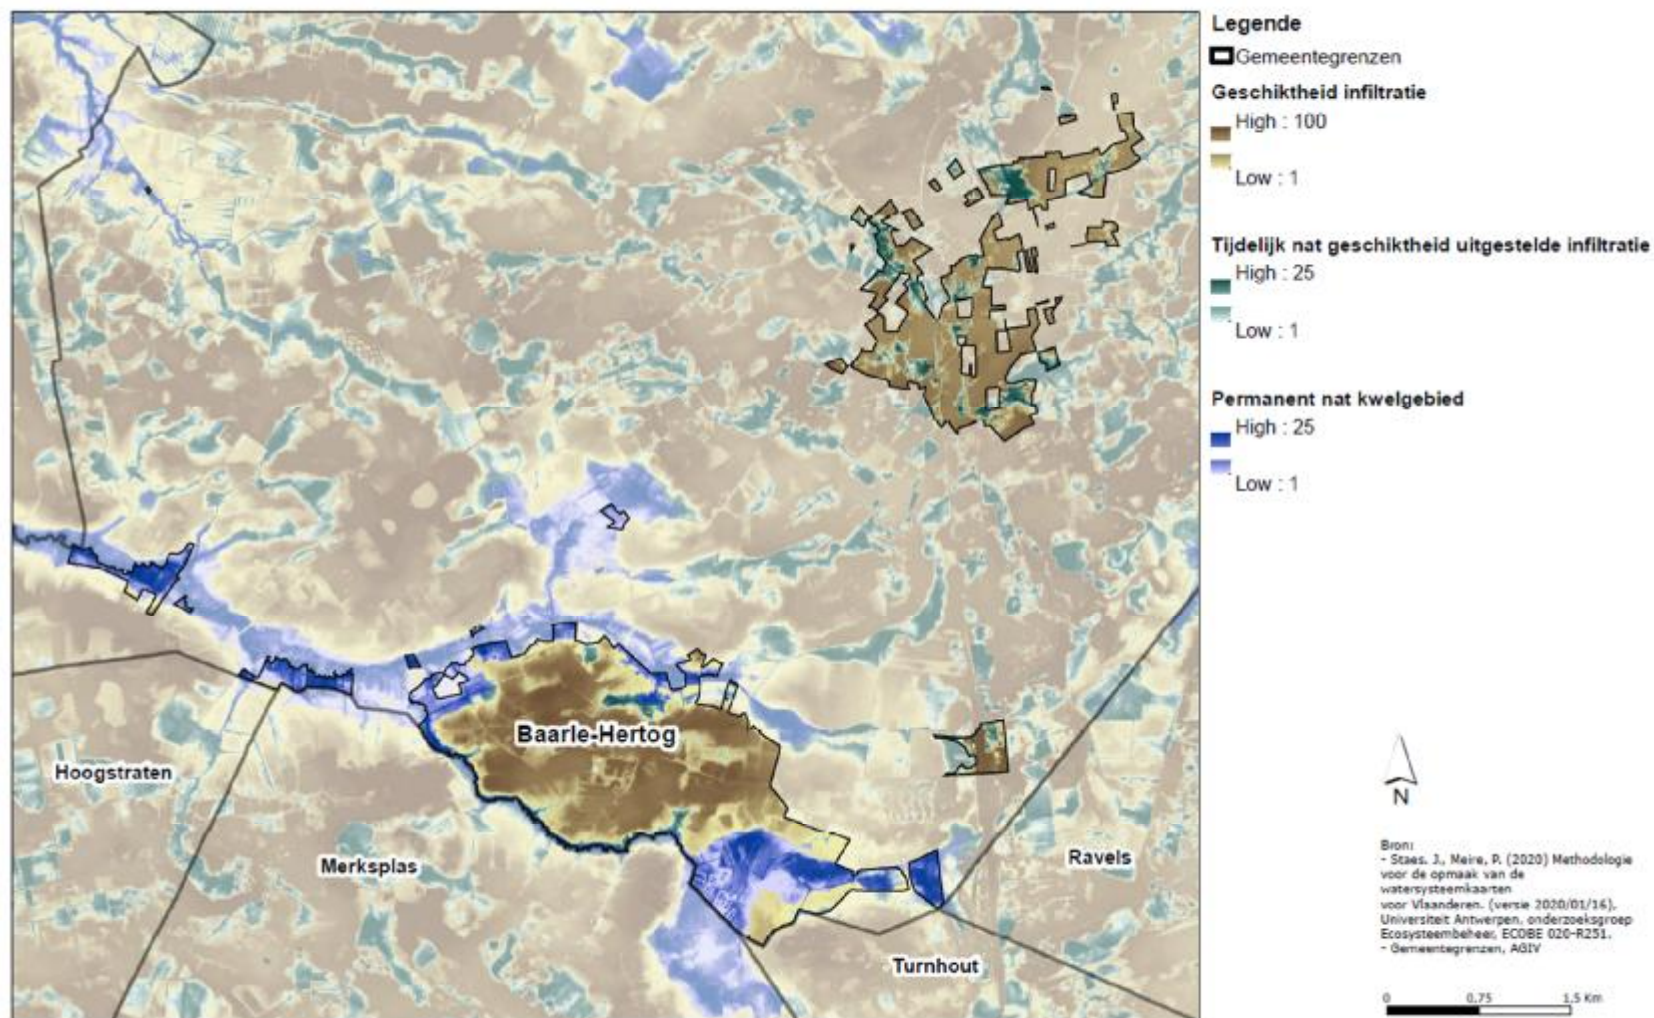 Legende
Gemeentegrenzen
Geschiktheid infiltratie
High : 100
Low : 1
Tijdelijk nat geschiktheid uitgestelde infiltratie
High : 25
Low : 1
Permanent nat kwelgebied
High : 25
Low : 1
Baarle-Hertog
Hoogstraten
Merksplas
Ravels
Turnhout
N
Bron:
- Staes. J., Meire, P. (2020) Methodologie
voor de opmaak van de
watersysteemkaarten
voor Vlaanderen. (versie 2020/01/16).
Universiteit Antwerpen, onderzoeksgroep
Ecosysteembeheer, ECOBE 020-R251.
- Gemeentegrenzen, AGIV
0 0,75 1,5 Km